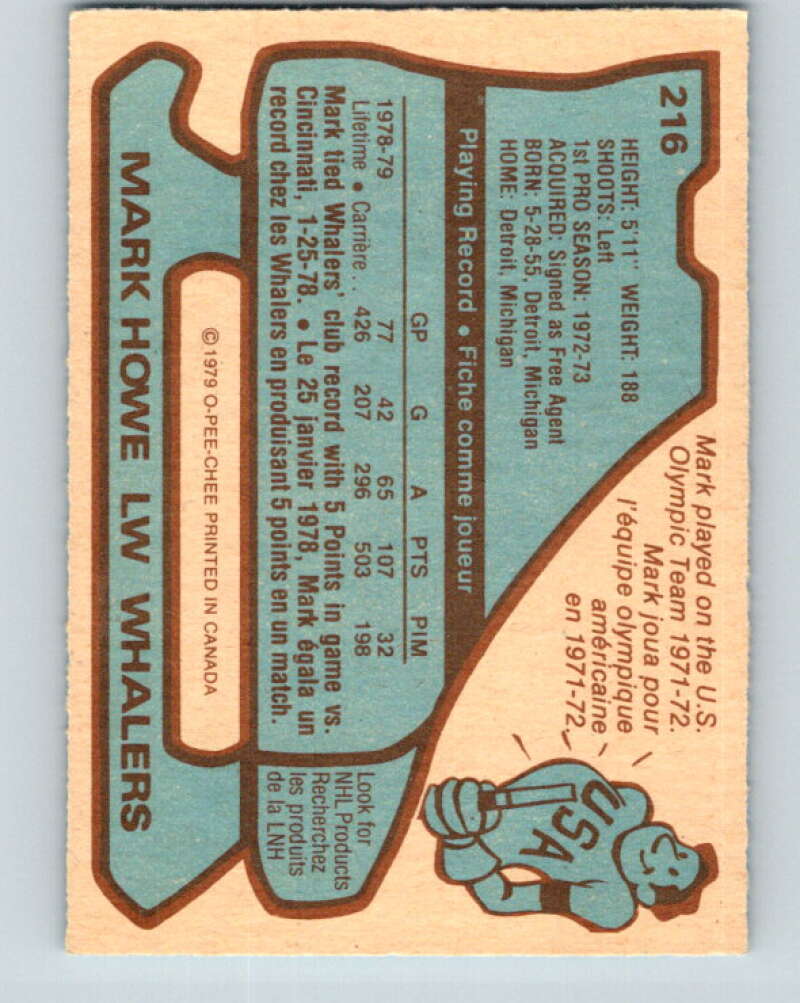 216
HEIGHT: 5'11" WEIGHT: 188
SHOOTS: Left
1st PRO SEASON: 1972-73
ACQUIRED: Signed as Free Agent
BORN: 5-28-55, Detroit, Michigan
HOME: Detroit, Michigan
Mark played on the U.S.
Olympic Team 1971-72.
Mark joua pour
l'équipe olympique
américaine
en 1971-72.
USA
Playing Record • Fiche comme joueur
GP G A PTS PIM
1978-79 77 42 65 107 32
Lifetime • Carrière . . 426 207 296 503 198
Mark tied Whalers' club record with 5 Points in game vs.
Cincinnati, 1-25-78. • Le 25 janvier 1978, Mark égala un
record chez les Whalers en produisant 5 points en un match.
Look for
NHL Products
Recherchez
les produits
de la LNH
©1979 O-PEE-CHEE PRINTED IN CANADA
MARK HOWE LW WHALERS